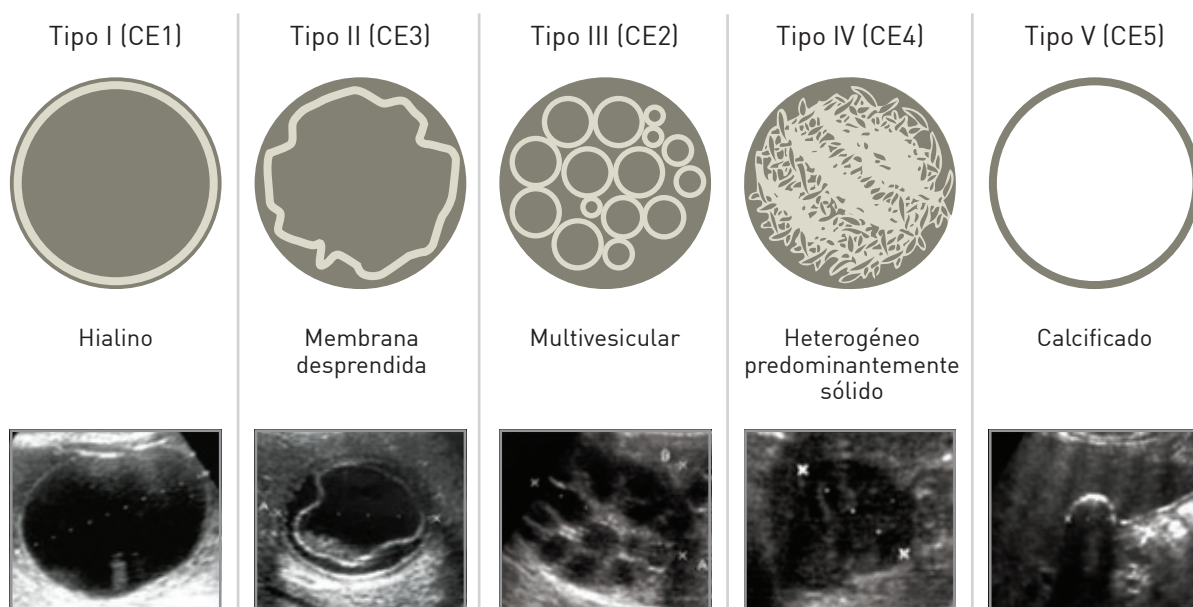 Tipo I (CE1)
Tipo II (CE3)
Tipo III (CE2)
Tipo IV (CE4)
Tipo V (CE5)
Hialino
Membrana
desprendida
Multivesicular
Heterogéneo
predominantemente
sólido
Calcificado
A
A